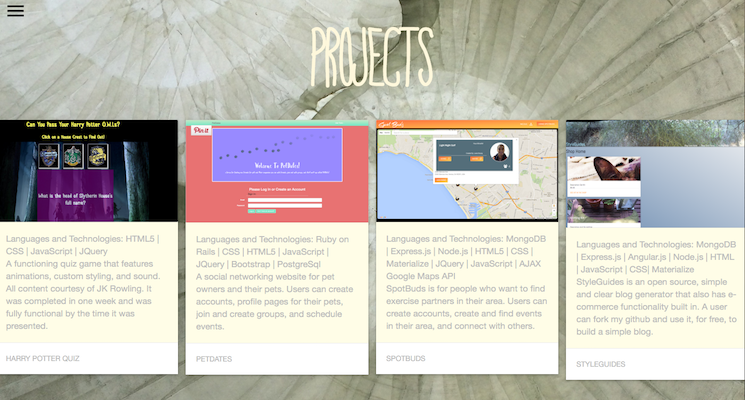 PROJECTS
Can You Pass Your Harry Potter O.W.L's?
Click on a House Crest to Find Out!
What is the head of Slytherin House's
full name?
Languages and Technologies: HTML5 |
CSS | JavaScript | JQuery
A functioning quiz game that features
animations, custom styling, and sound.
All content courtesy of JK Rowling. It
was completed in one week and was
fully functional by the time it was
presented.
HARRY POTTER QUIZ
Pin it
Welcome To PetDates!
Please Log In or Create an Account
Languages and Technologies: Ruby on
Rails | CSS | HTML5 | JavaScript |
JQuery | Bootstrap | PostgreSql
A social networking website for pet
owners and their pets. Users can create
accounts, profile pages for their pets,
join and create groups, and schedule
events.
PETDATES
Spot Buds
Languages and Technologies: MongoDB
| Express.js | Node.js | HTML5 | CSS |
Materialize | JQuery | JavaScript | AJAX
Google Maps API
SpotBuds is for people who want to find
exercise partners in their area. Users can
create accounts, create and find events
in their area, and connect with others.
SPOTBUDS
Shop Home
Languages and Technologies: MongoDB
| Express.js | Angular.js | Node.js | HTML
| JavaScript | CSS| Materialize
StyleGuides is an open source, simple
and clear blog generator that also has e-
commerce functionality built in. A user
can fork my github and use it, for free, to
build a simple blog.
STYLEGUIDES